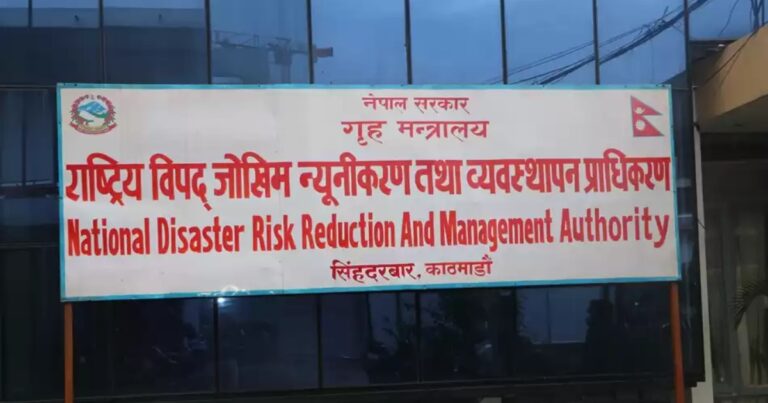 नेपाल सरकार
गृह मन्त्रालय
राष्ट्रिय विपद् जोखिम न्यूनीकरण तथा व्यवस्थापन प्राधिकरण
National Disaster Risk Reduction And Management Authority
सिंहदरबार, काठमाडौं